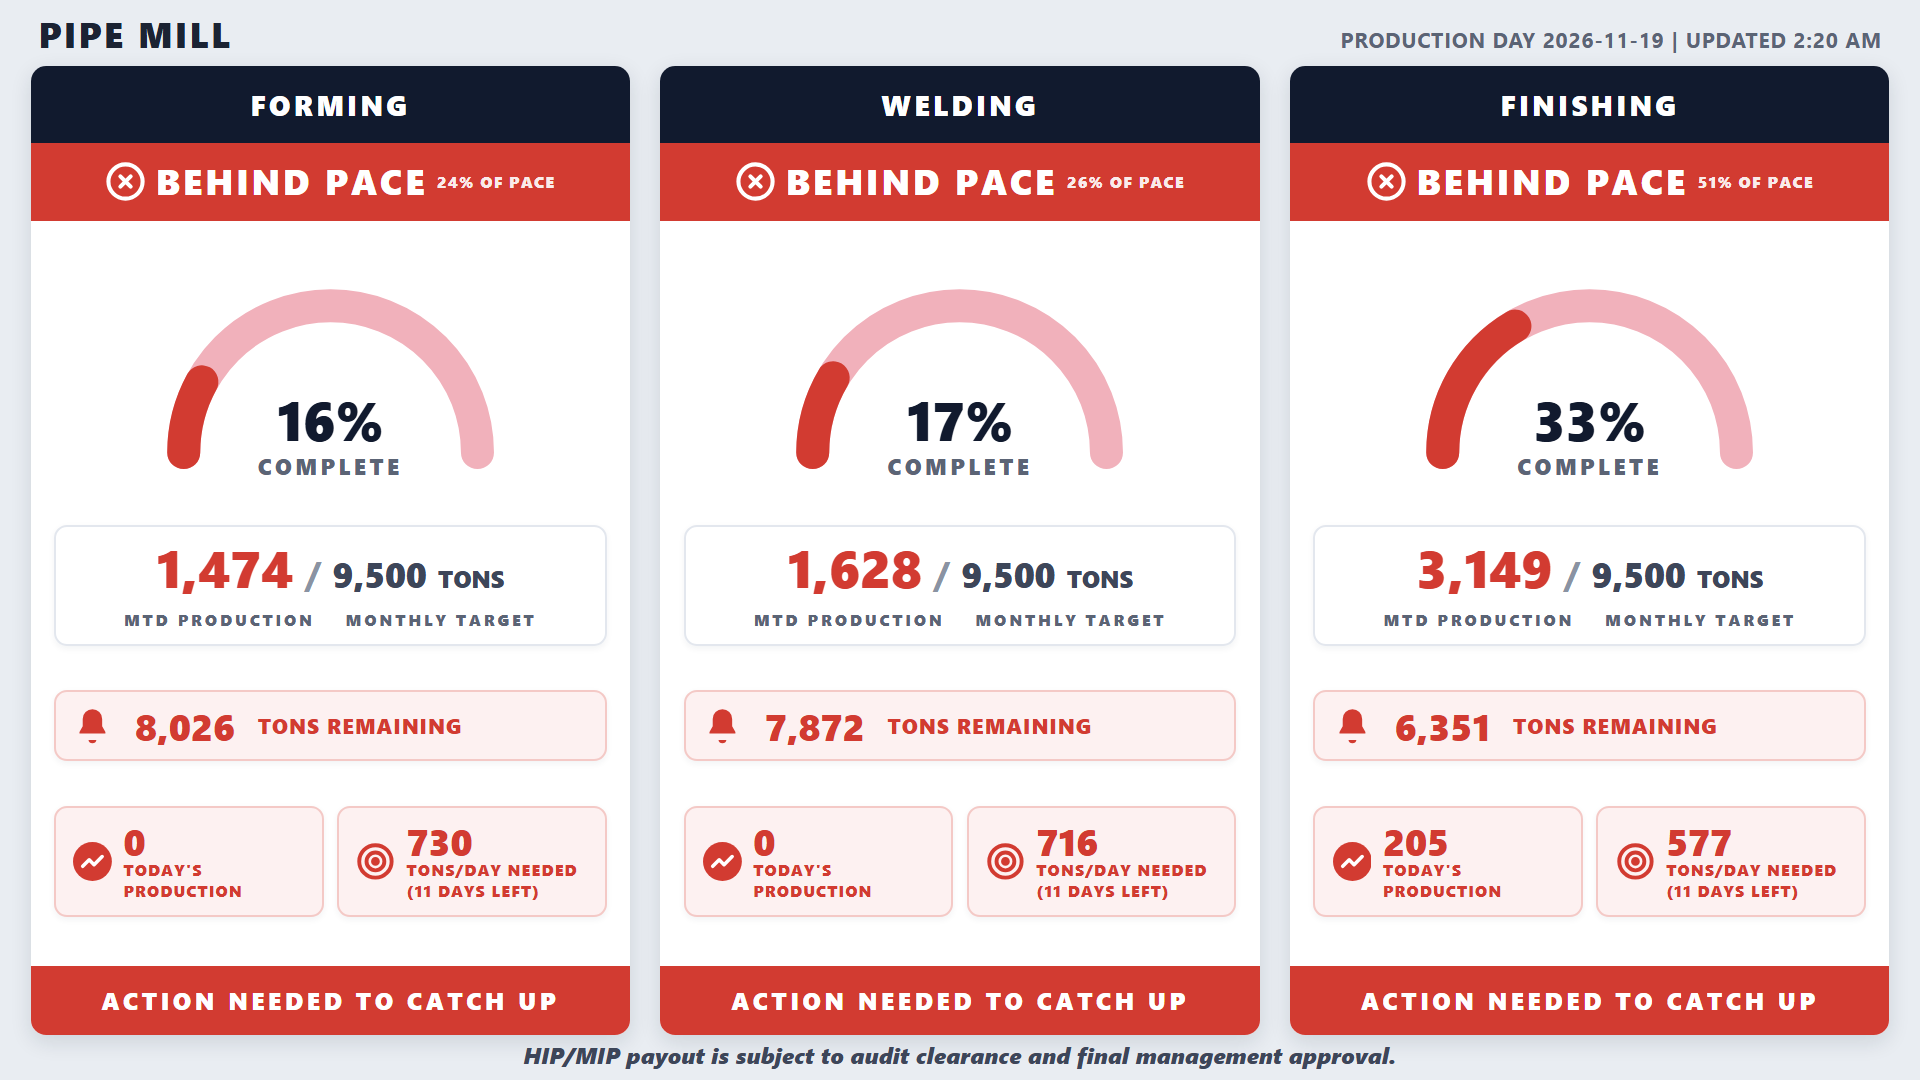 PIPE MILL
PRODUCTION DAY 2026-11-19 | UPDATED 2:20 AM
FORMING
BEHIND PACE 24% OF PACE
16%
COMPLETE
1,474 / 9,500 TONS
MTD PRODUCTION MONTHLY TARGET
8,026 TONS REMAINING
0
TODAY'S
PRODUCTION
730
TONS/DAY NEEDED
(11 DAYS LEFT)
ACTION NEEDED TO CATCH UP
WELDING
BEHIND PACE 26% OF PACE
17%
COMPLETE
1,628 / 9,500 TONS
MTD PRODUCTION MONTHLY TARGET
7,872 TONS REMAINING
0
TODAY'S
PRODUCTION
716
TONS/DAY NEEDED
(11 DAYS LEFT)
ACTION NEEDED TO CATCH UP
FINISHING
BEHIND PACE 51% OF PACE
33%
COMPLETE
3,149 / 9,500 TONS
MTD PRODUCTION MONTHLY TARGET
6,351 TONS REMAINING
205
TODAY'S
PRODUCTION
577
TONS/DAY NEEDED
(11 DAYS LEFT)
ACTION NEEDED TO CATCH UP
HIP/MIP payout is subject to audit clearance and final management approval.